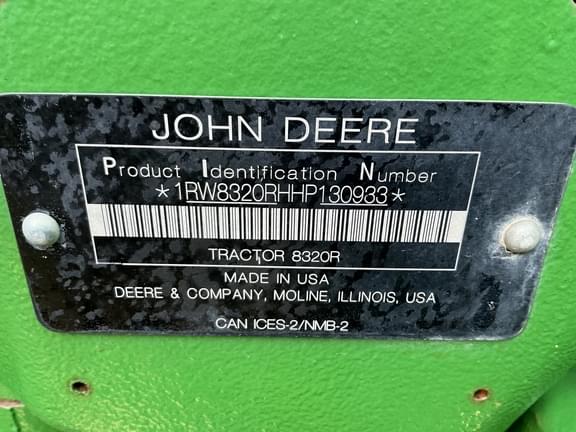 JOHN DEERE
Product Identification Number
*1RW8320RHHP130933*
TRACTOR 8320R
MADE IN USA
DEERE & COMPANY, MOLINE, ILLINOIS, USA
CAN ICES-2/NMB-2